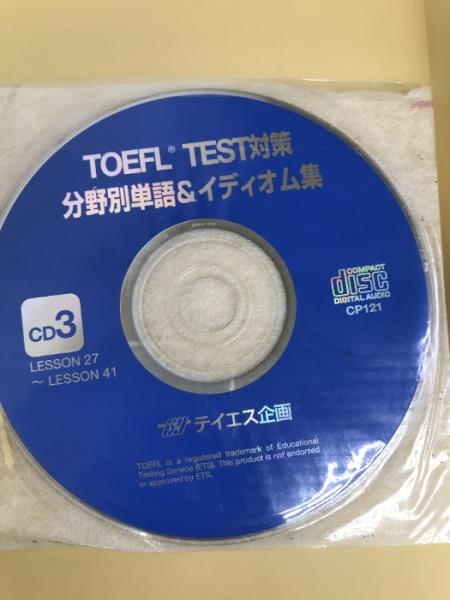 TOEFL® TEST対策
分野別単語&イディオム集
COMPACT
disc
DIGITAL AUDIO
CP121
CD3
LESSON 27
～ LESSON 41
テイエス企画
TOEFL is a registered trademark of Educational
Testing Service (ETS). This product is not endorsed
or approved by ETS.